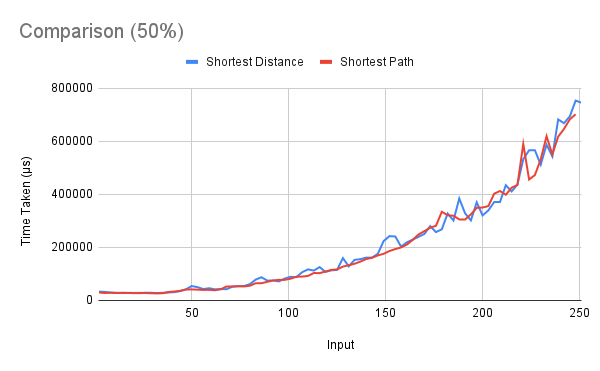 Comparison (50%)
Shortest Distance
Shortest Path
Time Taken (µs)
800000
600000
400000
200000
0
50
100
150
200
250
Input